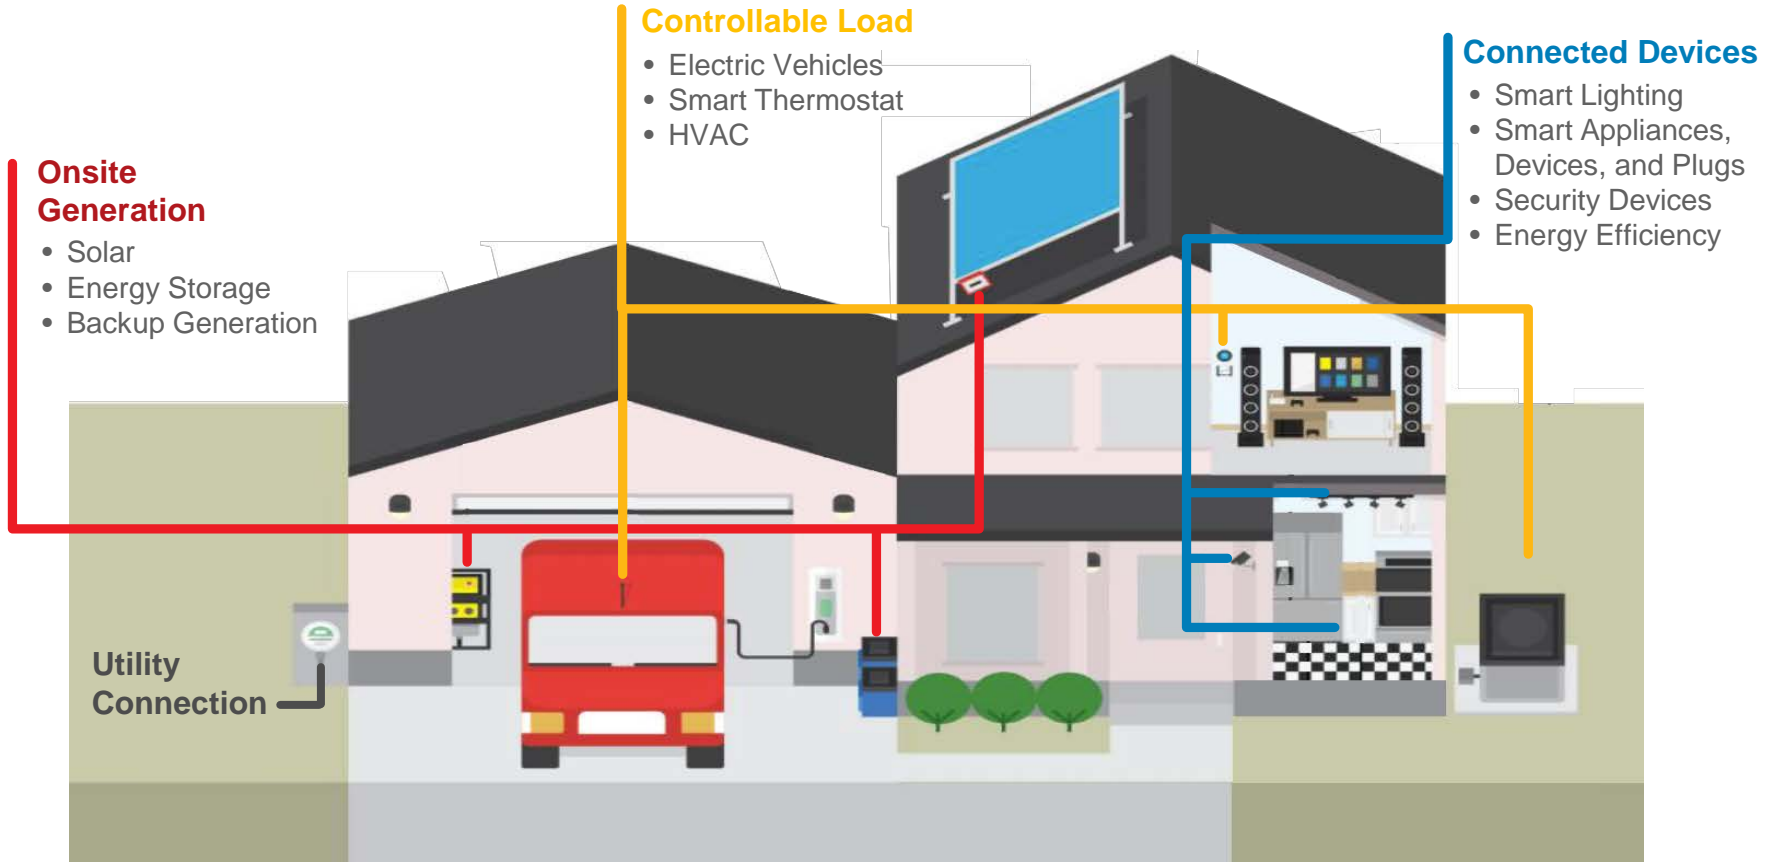 Controllable Load
• Electric Vehicles
• Smart Thermostat
• HVAC
Connected Devices
• Smart Lighting
• Smart Appliances,
Devices, and Plugs
• Security Devices
• Energy Efficiency
Onsite
Generation
• Solar
• Energy Storage
• Backup Generation
Utility
Connection